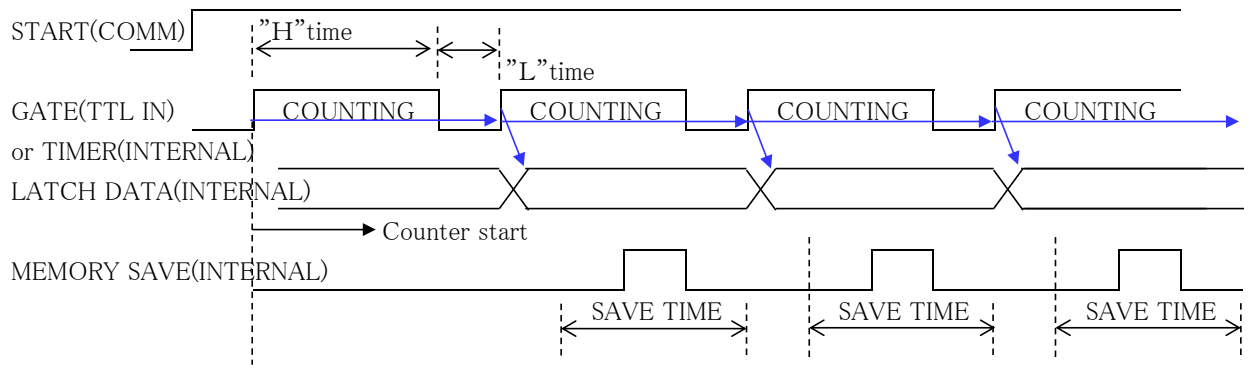 START(COMM)
"H"time
"L"time
GATE(TTL IN)
COUNTING
COUNTING
COUNTING
COUNTING
or TIMER(INTERNAL)
LATCH DATA(INTERNAL)
Counter start
MEMORY SAVE(INTERNAL)
SAVE TIME
SAVE TIME
SAVE TIME